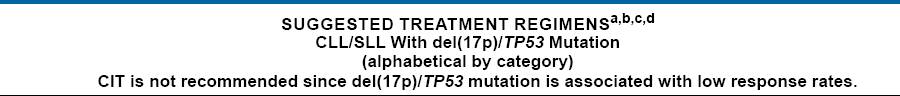 SUGGESTED TREATMENT REGIMENSa,b,c,d
CLL/SLL With del(17p)/TP53 Mutation
(alphabetical by category)
CIT is not recommended since del(17p)/TP53 mutation is associated with low response rates.